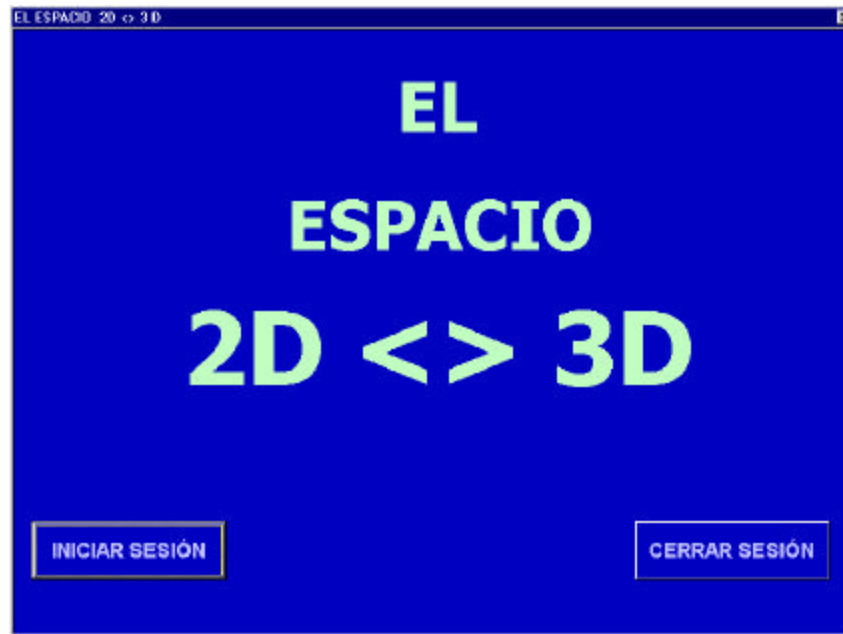 EL ESPACIO 2D <> 3D
EL
ESPACIO
2D <> 3D
INICIAR SESIÓN
CERRAR SESIÓN